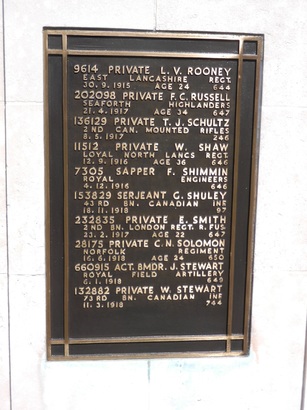 9614 PRIVATE L. V. ROONEY
EAST LANCASHIRE REGT.
30. 9. 1915 AGE 24 644
202098 PRIVATE F. C. RUSSELL
SEAFORTH HIGHLANDERS
21. 4. 1917 AGE 34 647
136129 PRIVATE T. J. SCHULTZ
2ND CAN. MOUNTED RIFLES
8. 5. 1917 246
11512 PRIVATE W. SHAW
LOYAL NORTH LANCS REGT.
12. 9. 1916 AGE 36 646
7305 SAPPER F. SHIMMIN
ROYAL ENGINEERS
4. 12. 1916 646
153829 SERJEANT G. SHULEY
43RD BN. CANADIAN INF.
18. 11. 1918 97
232835 PRIVATE E. SMITH
2ND BN. LONDON REGT. R. FUS.
23. 2. 1917 AGE 22 647
28175 PRIVATE C. N. SOLOMON
NORFOLK REGIMENT
16. 6. 1918 AGE 24 650
660915 ACT. BMDR. J. STEWART
ROYAL FIELD ARTILLERY
6. 1. 1918 649
132882 PRIVATE W. STEWART
73RD BN. CANADIAN INF.
11. 3. 1918 764